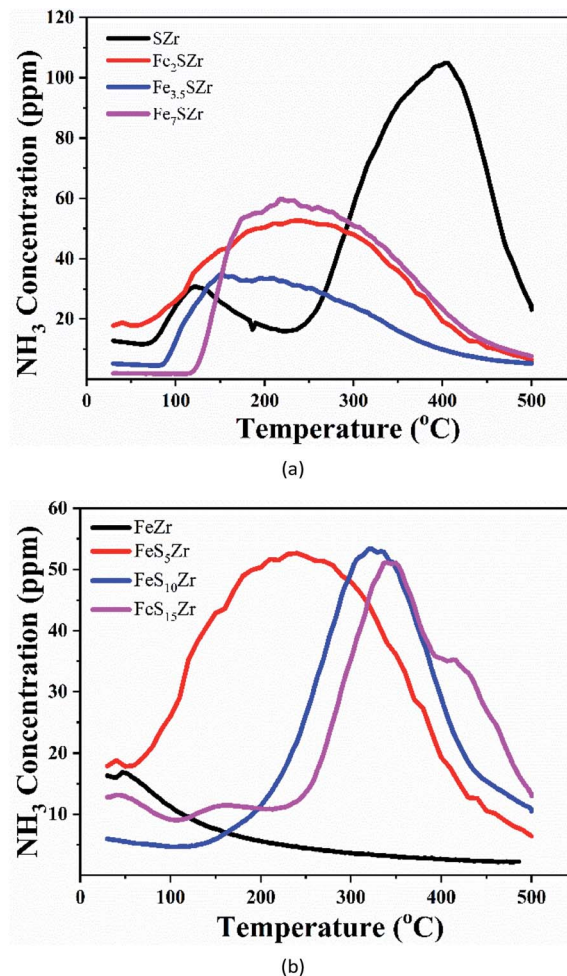 120
SZr
Fe₂SZr
Fe₃.₅SZr
Fe₇SZr
100
80
60
40
20
NH₃ Concentration (ppm)
0 100 200 300 400 500
Temperature (°C)
(a)
60
FeZr
FeS₅Zr
FeS₁₀Zr
FeS₁₅Zr
50
40
30
20
10
NH₃ Concentration (ppm)
0 100 200 300 400 500
Temperature (°C)
(b)